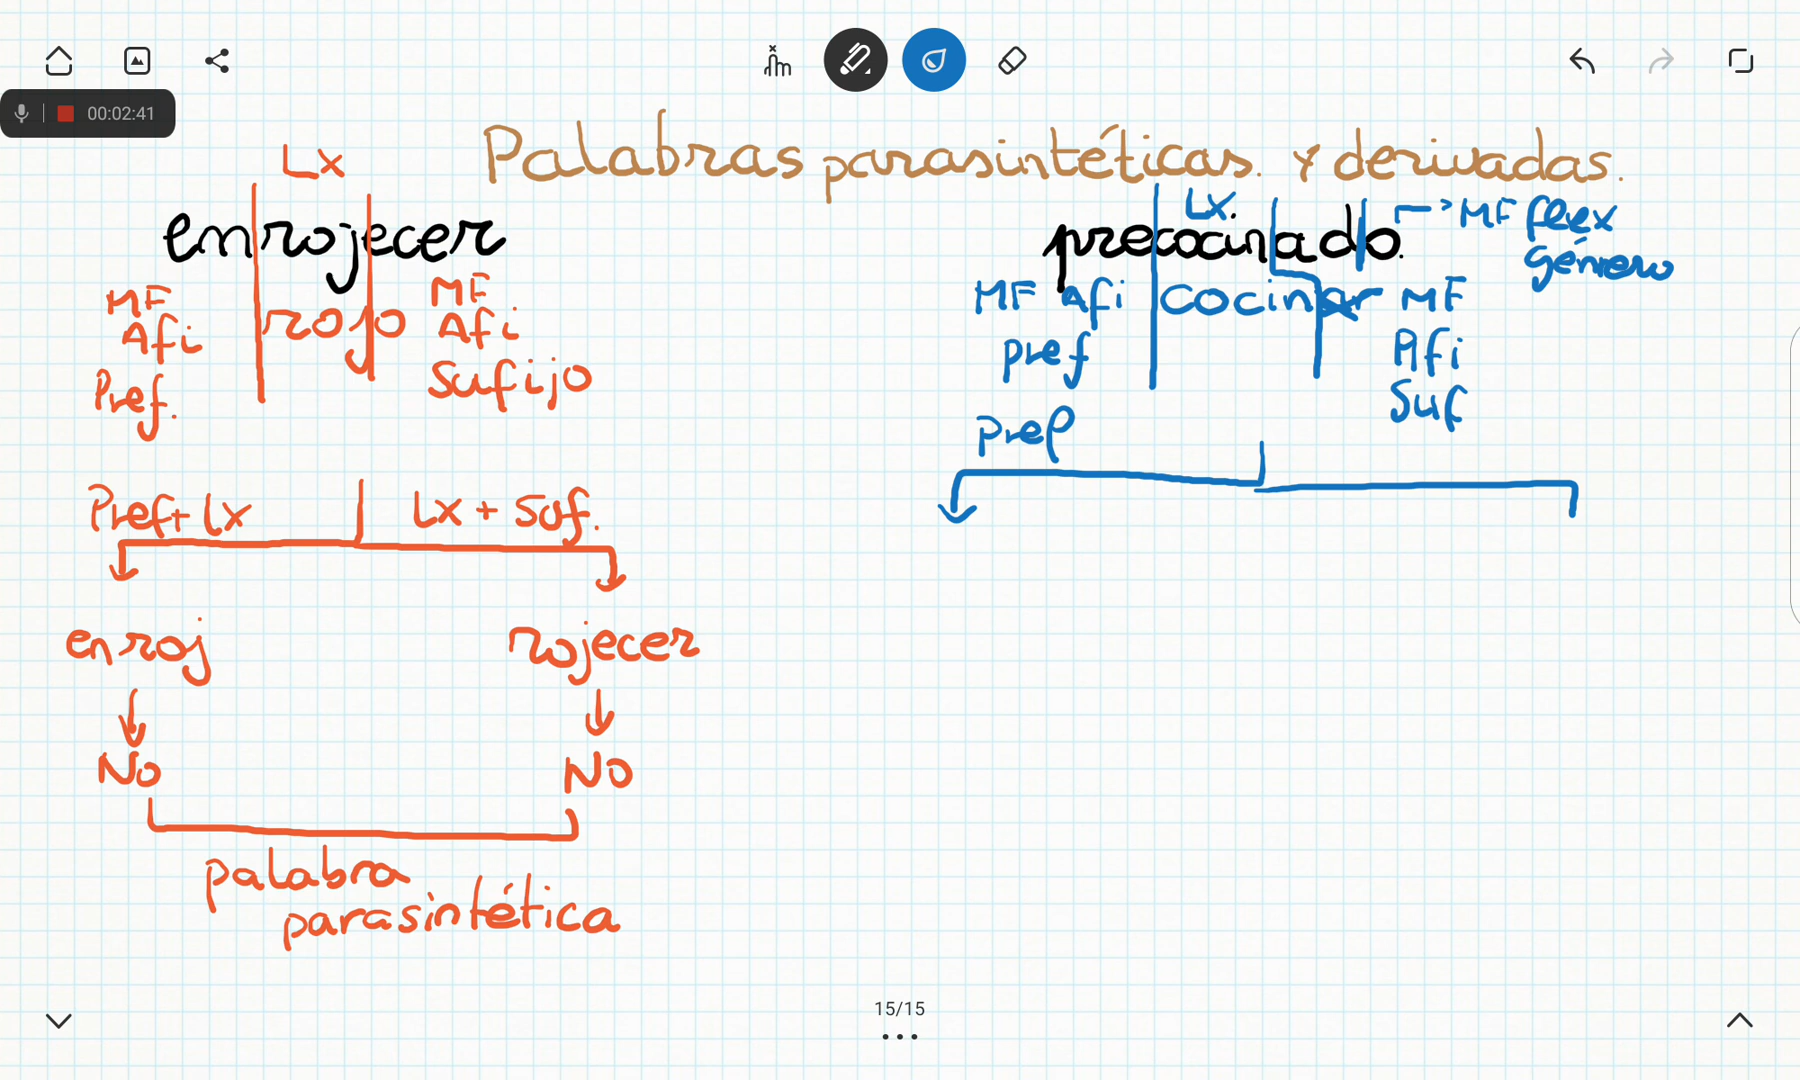 00:02:41
Palabras parasintéticas. y derivadas.
Lx
enrojecer
MF
Afi
Pref.
rojo
MF
Afi
Sufijo
Pref + Lx
Lx + Suf.
enroj
rojecer
No
No
palabra
parasintética
Lx.
precocinado.
MF flex
género
MF Afi
pref
cocinar
MF
Afi
Suf
Pref
15/15